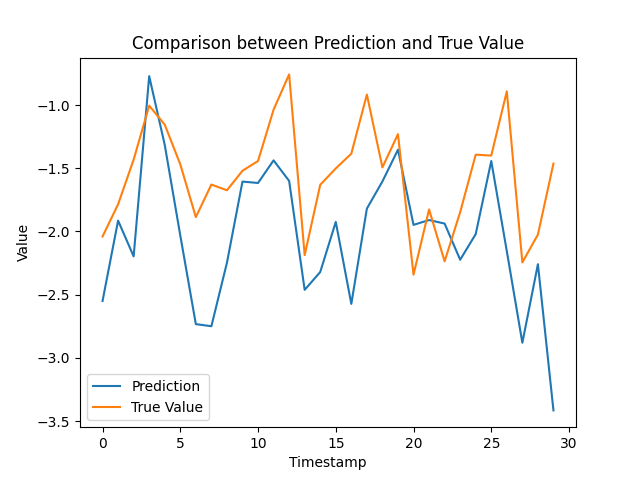 Comparison between Prediction and True Value
Value
−1.0
−1.5
−2.0
−2.5
−3.0
−3.5
Prediction
True Value
0 5 10 15 20 25 30
Timestamp